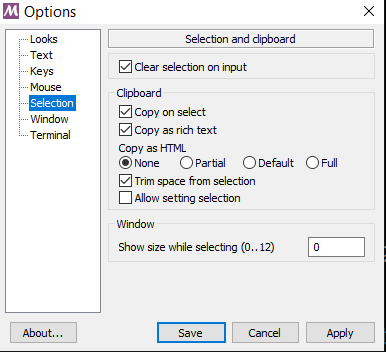 Options
Looks
Text
Keys
Mouse
Selection
Window
Terminal
Selection and clipboard
Clear selection on input
Clipboard
Copy on select
Copy as rich text
Copy as HTML
None Partial Default Full
Trim space from selection
Allow setting selection
Window
Show size while selecting (0..12) 0
About... Save Cancel Apply